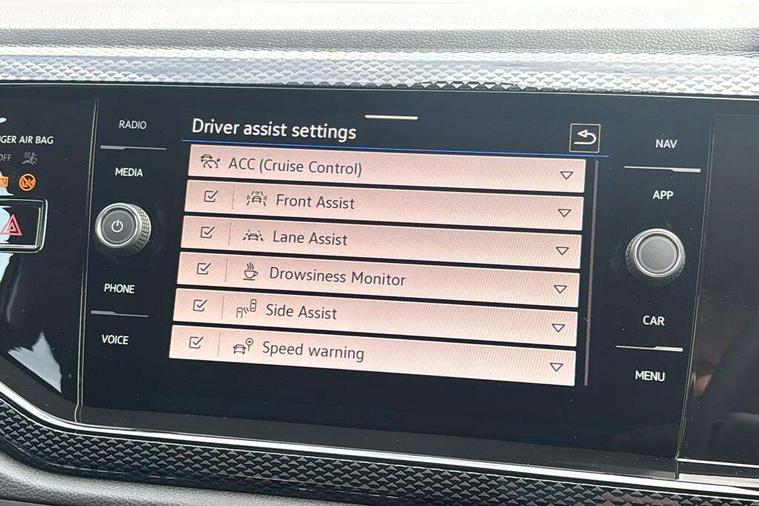 RADIO
MEDIA
PHONE
VOICE
Driver assist settings
ACC (Cruise Control)
Front Assist
Lane Assist
Drowsiness Monitor
Side Assist
Speed warning
NAV
APP
CAR
MENU
AIR BAG
OFF